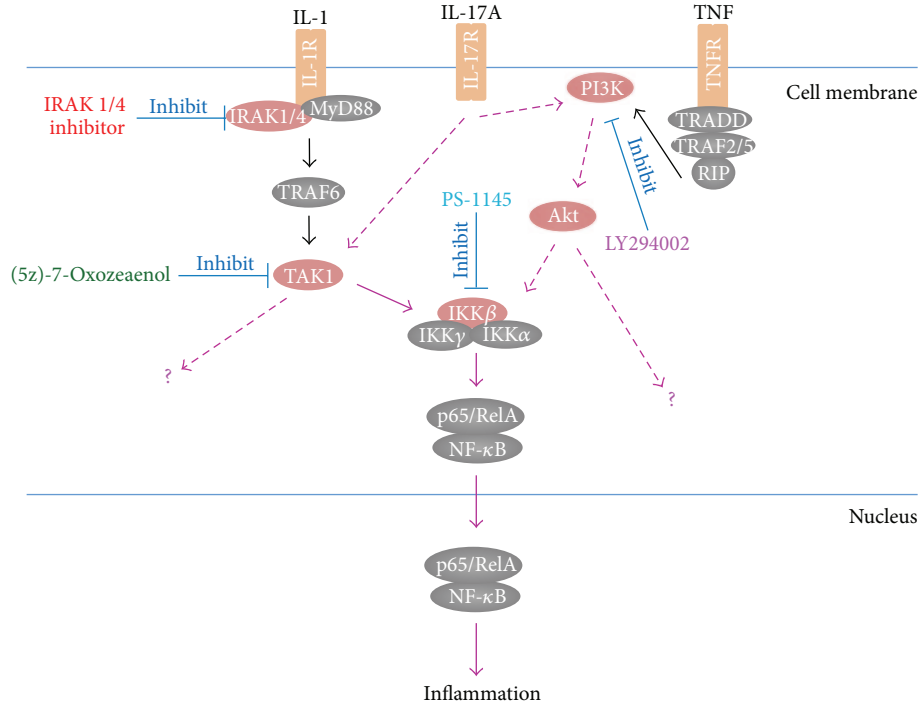 IL-1
IL-17A
TNF
IL-1R
IL-17R
TNFR
Cell membrane
IRAK 1/4
inhibitor
Inhibit
IRAK1/4
MyD88
PI3K
TRADD
TRAF2/5
RIP
Inhibit
TRAF6
PS-1145
Akt
LY294002
(5z)-7-Oxozeaenol
Inhibit
TAK1
Inhibit
IKKβ
IKKγ
IKKα
?
?
p65/RelA
NF-κB
Nucleus
p65/RelA
NF-κB
Inflammation